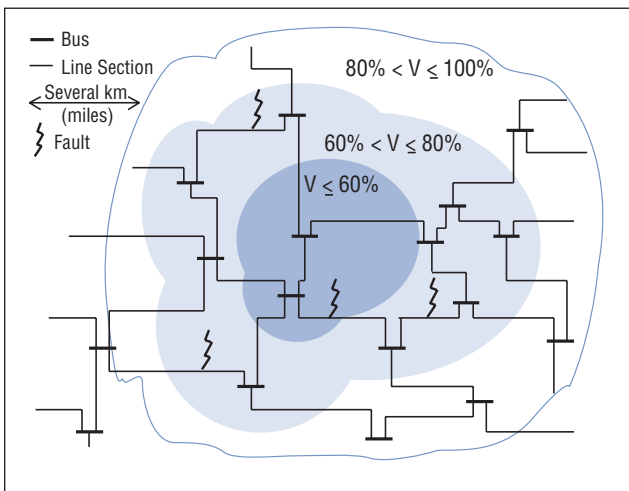 Bus
Line Section
Several km
(miles)
Fault
80% < V ≤ 100%
60% < V ≤ 80%
V ≤ 60%